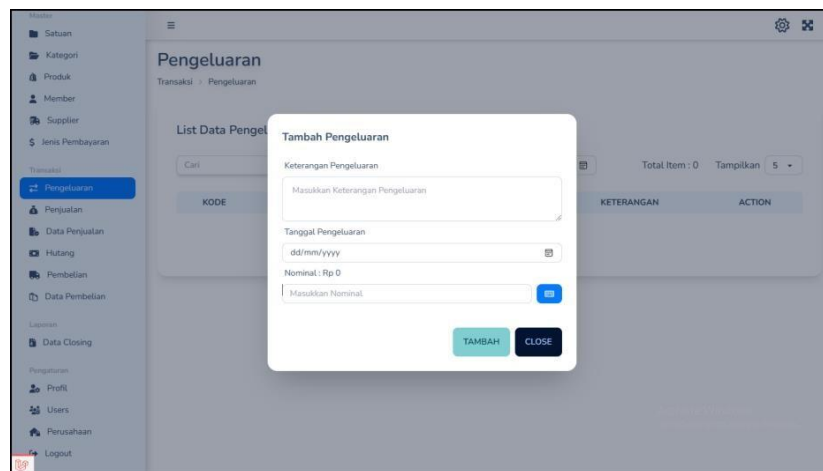 Master
Satuan
Kategori
Produk
Member
Supplier
Jenis Pembayaran
Transaksi
Pengeluaran
Penjualan
Data Penjualan
Hutang
Pembelian
Data Pembelian
Laporan
Data Closing
Pengaturan
Profil
Users
Perusahaan
Logout
Pengeluaran
Transaksi > Pengeluaran
List Data Pengel
Cari
Total Item : 0 Tampilkan 5
KODE KETERANGAN ACTION
Tambah Pengeluaran
Keterangan Pengeluaran
Masukkan Keterangan Pengeluaran
Tanggal Pengeluaran
dd/mm/yyyy
Nominal : Rp 0
Masukkan Nominal
TAMBAH CLOSE